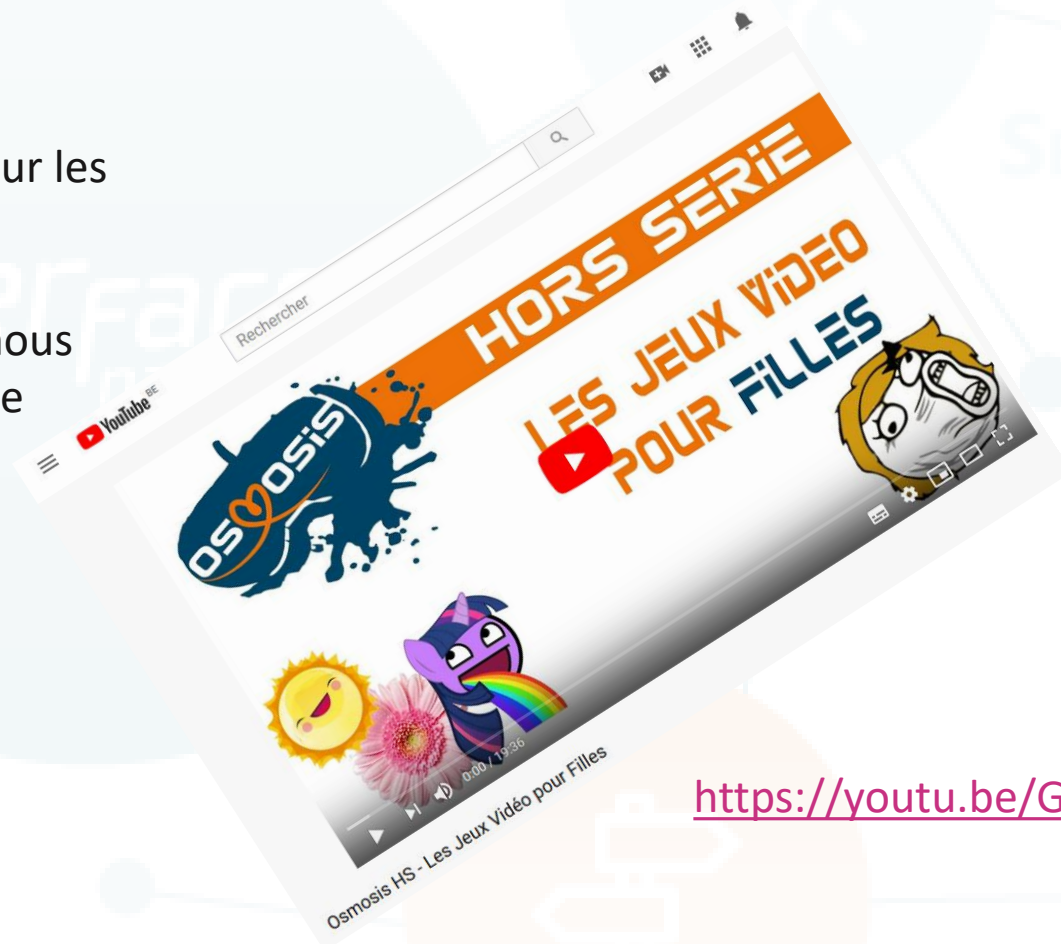 ur les
nous
e
YouTube BE
Rechercher
HORS SERiE
LES JEUX ViDEO
POUR FiLLES
OSMOSiS
0:00 / 19:36
Osmosis HS - Les Jeux Vidéo pour Filles
https://youtu.be/G